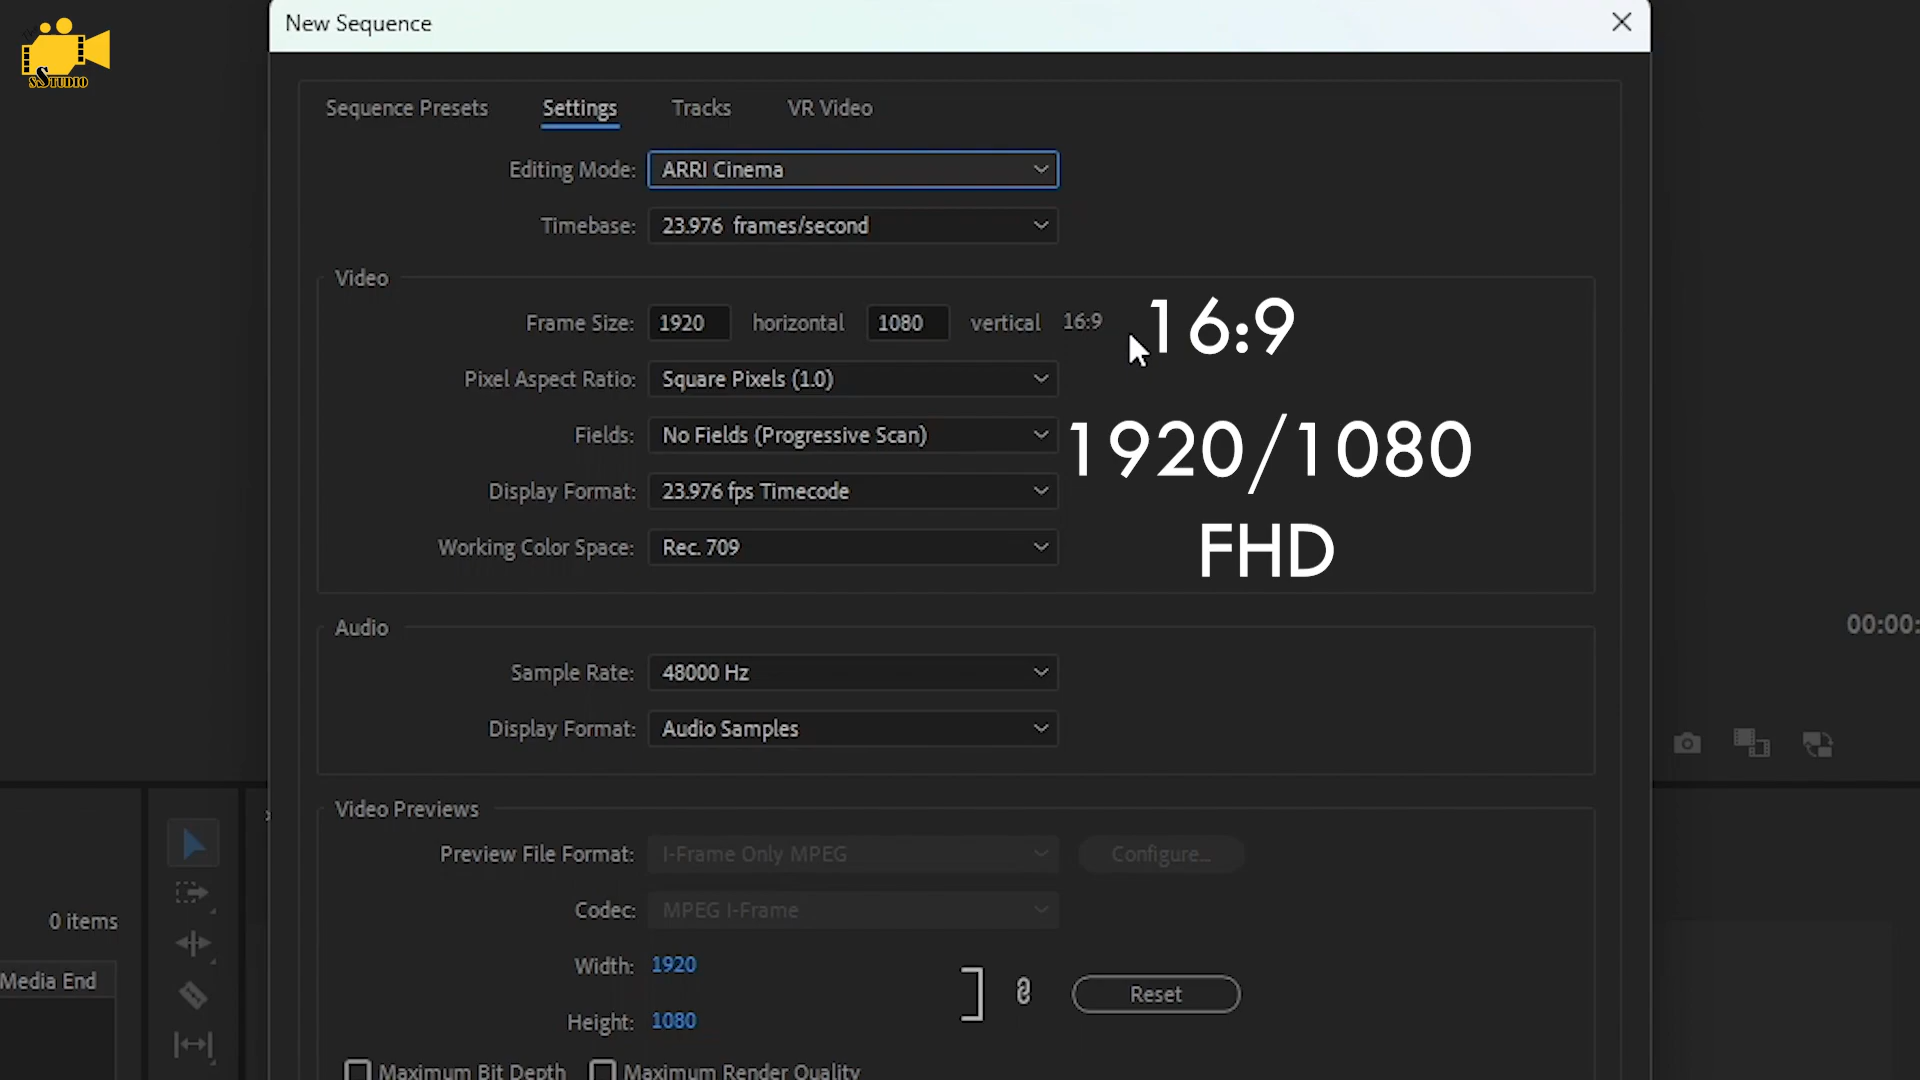 New Sequence
SSTUDIO
Sequence Presets Settings Tracks VR Video
Editing Mode: ARRI Cinema
Timebase: 23.976 frames/second
Video
Frame Size: 1920 horizontal 1080 vertical 16:9
16:9
Pixel Aspect Ratio: Square Pixels (1.0)
Fields: No Fields (Progressive Scan)
1920/1080
Display Format: 23.976 fps Timecode
Working Color Space: Rec. 709
FHD
Audio
00:00:
Sample Rate: 48000 Hz
Display Format: Audio Samples
Video Previews
Preview File Format: I-Frame Only MPEG Configure...
Codec: MPEG I-Frame
0 items
Width: 1920
Media End
Reset
Height: 1080
Maximum Bit Depth Maximum Render Quality